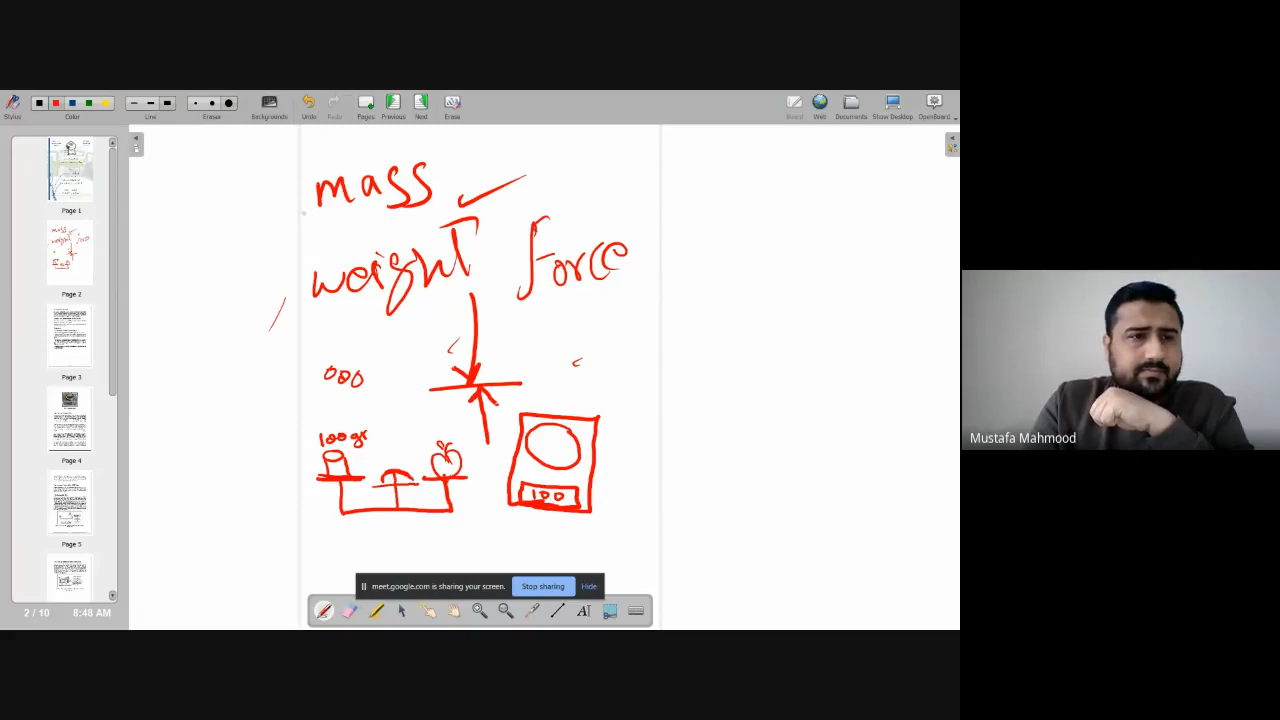 Stylus
Color
Line
Eraser
Backgrounds
Undo
Redo
Pages
Previous
Next
Erase
Board
Web
Documents
Show Desktop
OpenBoard
Page 1
Page 2
Page 3
Page 4
Page 5
2 / 10
8:48 AM
mass
weight force
100gr
100
meet.google.com is sharing your screen.
Stop sharing
Hide
Mustafa Mahmood